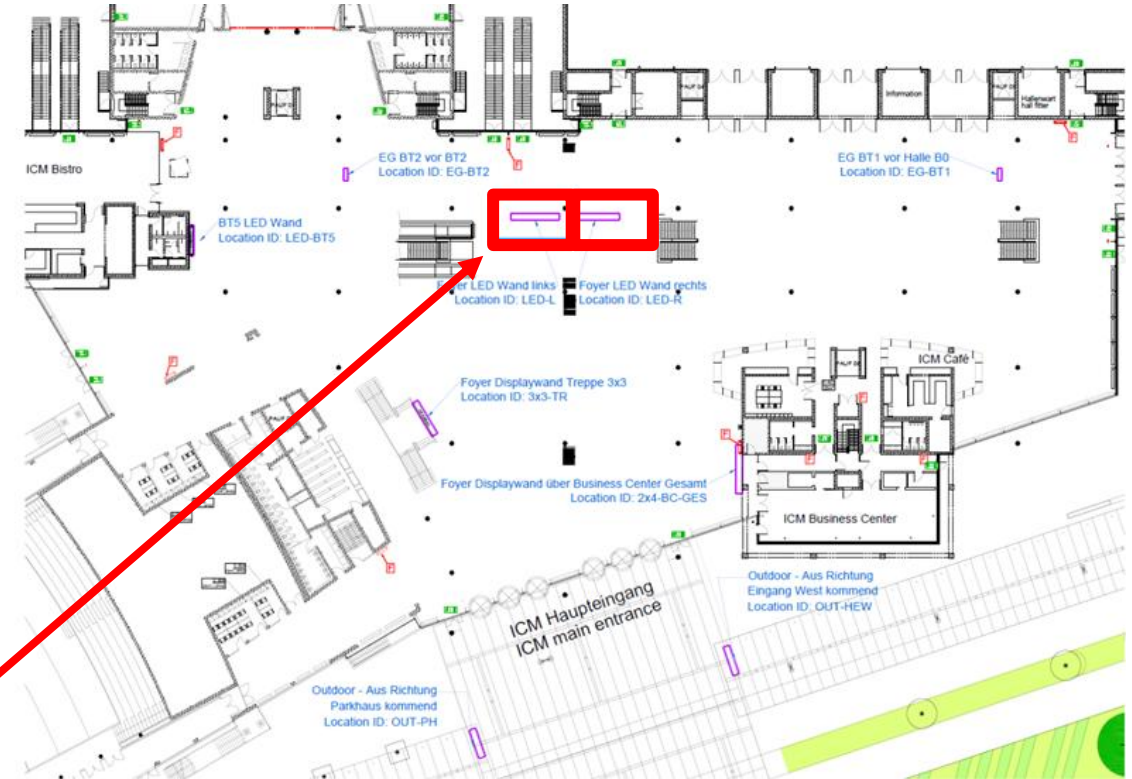 Information
Hallenwart
hall fitter
ICM Bistro
EG BT2 vor BT2
Location ID: EG-BT2
EG BT1 vor Halle B0
Location ID: EG-BT1
BT5 LED Wand
Location ID: LED-BT5
Foyer LED Wand links
Location ID: LED-L
Foyer LED Wand rechts
Location ID: LED-R
ICM Café
Foyer Displaywand Treppe 3x3
Location ID: 3x3-TR
Foyer Displaywand über Business Center Gesamt
Location ID: 2x4-BC-GES
ICM Business Center
ICM Haupteingang
ICM main entrance
Outdoor - Aus Richtung
Eingang West kommend
Location ID: OUT-HEW
Outdoor - Aus Richtung
Parkhaus kommend
Location ID: OUT-PH
F
F
F
F
F
F
F
F